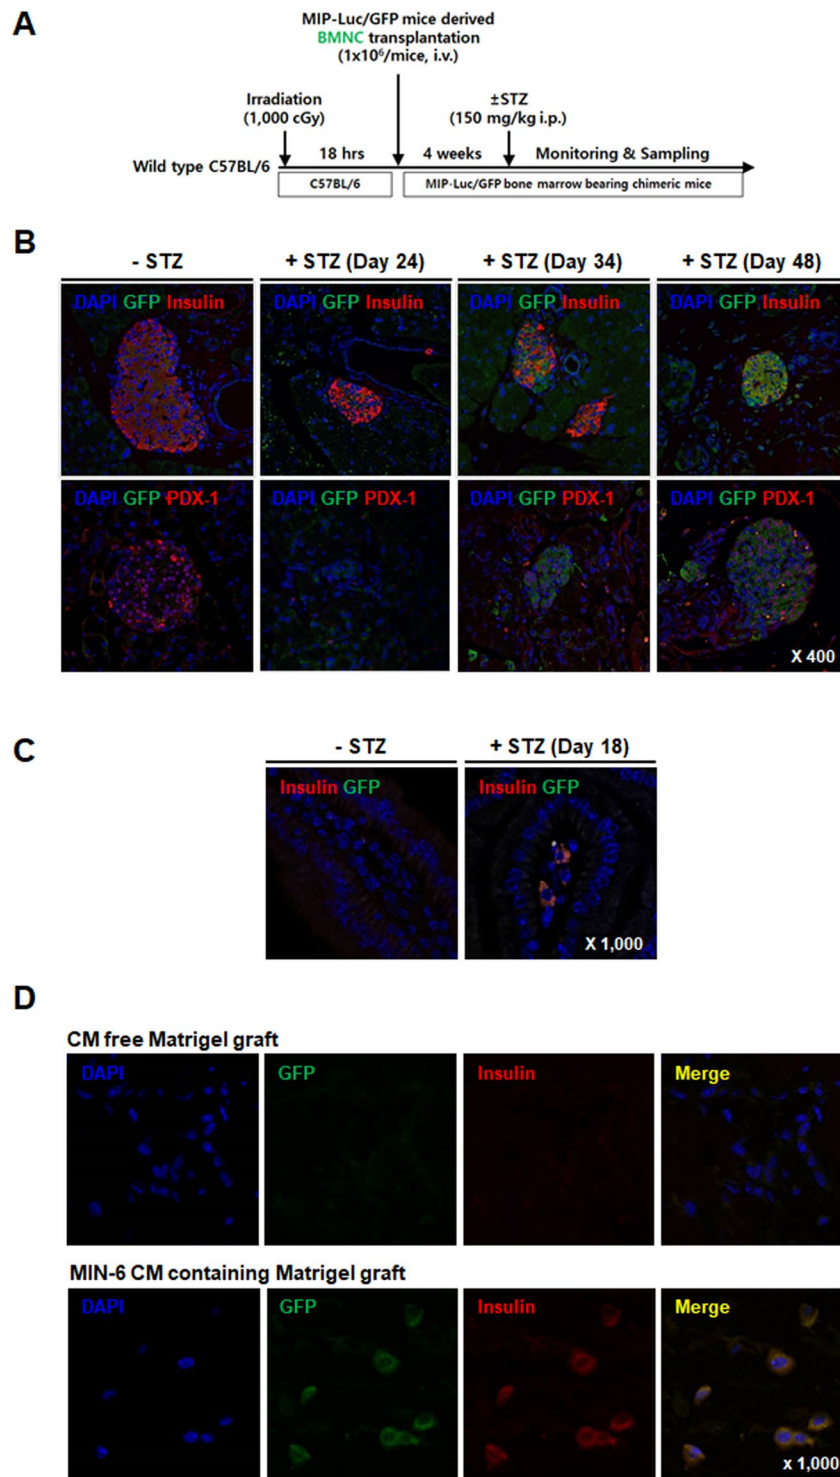 A
MIP-Luc/GFP mice derived
BMNC transplantation
(1x10⁶/mice, i.v.)
Irradiation
(1,000 cGy)
±STZ
(150 mg/kg i.p.)
Wild type C57BL/6
18 hrs
4 weeks
Monitoring & Sampling
C57BL/6
MIP-Luc/GFP bone marrow bearing chimeric mice
B
- STZ
+ STZ (Day 24)
+ STZ (Day 34)
+ STZ (Day 48)
DAPI GFP Insulin
DAPI GFP Insulin
DAPI GFP Insulin
DAPI GFP Insulin
DAPI GFP PDX-1
DAPI GFP PDX-1
DAPI GFP PDX-1
DAPI GFP PDX-1
X 400
C
- STZ
+ STZ (Day 18)
Insulin GFP
Insulin GFP
X 1,000
D
CM free Matrigel graft
DAPI
GFP
Insulin
Merge
MIN-6 CM containing Matrigel graft
DAPI
GFP
Insulin
Merge
x 1,000